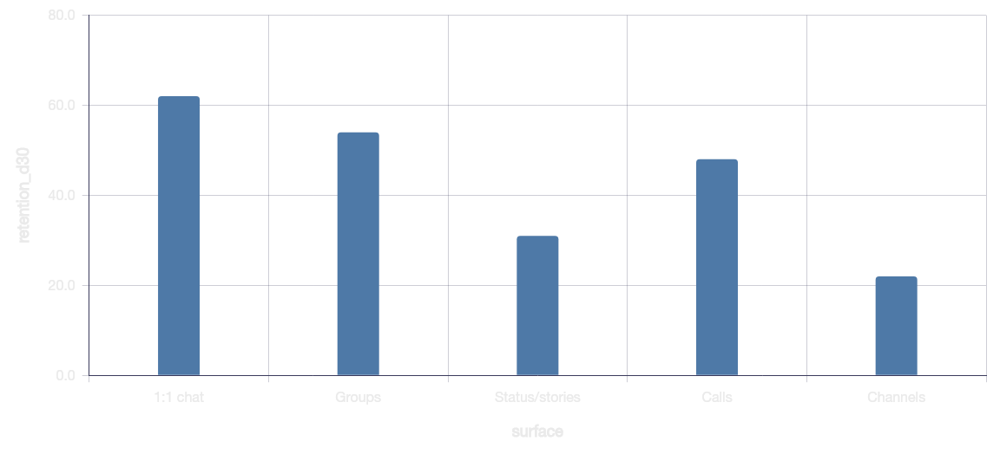 80.0
60.0
40.0
20.0
0.0
retention_d30
1:1 chat Groups Status/stories Calls Channels
surface